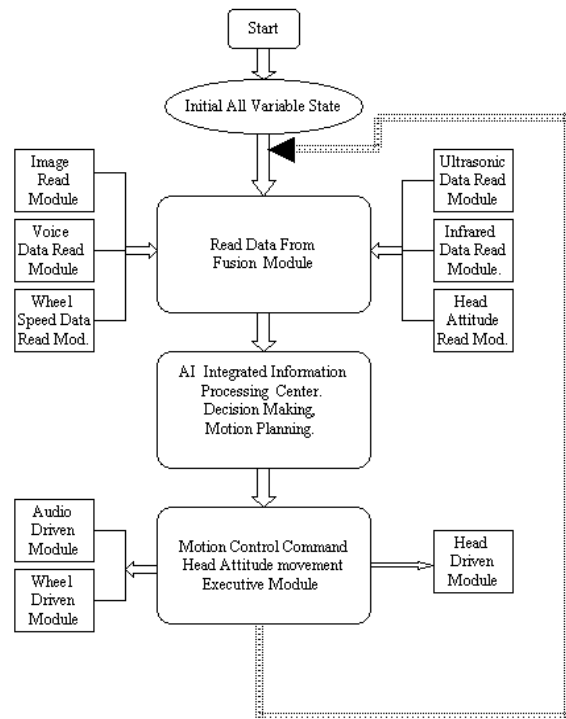 Start
Initial All Variable State
Image
Read
Module
Voice
Data Read
Module
Wheel
Speed Data
Read Mod.
Read Data From
Fusion Module
Ultrasonic
Data Read
Module
Infrared
Data Read
Module.
Head
Attitude
Read Mod.
AI Integrated Information
Processing Center.
Decision Making,
Motion Planning.
Audio
Driven
Module
Wheel
Driven
Module
Motion Control Command
Head Attitude movement
Executive Module
Head
Driven
Module